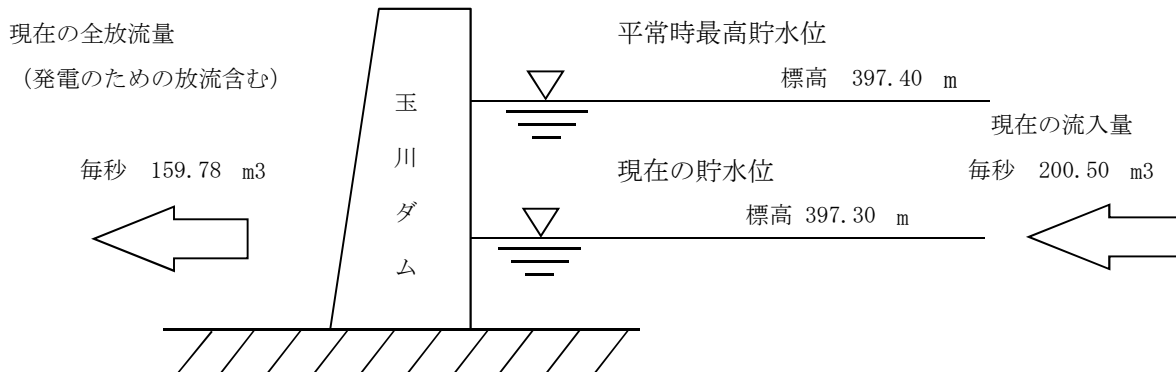 現在の全放流量
（発電のための放流含む）
毎秒 159.78 m3
玉川ダム
平常時最高貯水位
標高 397.40 m
現在の貯水位
標高 397.30 m
現在の流入量
毎秒 200.50 m3